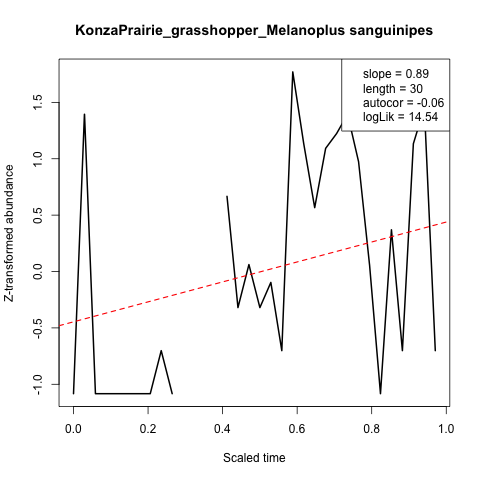 KonzaPrairie_grasshopper_Melanoplus sanguinipes
slope = 0.89
length = 30
autocor = -0.06
logLik = 14.54
Z-transformed abundance
1.5
1.0
0.5
0.0
-0.5
-1.0
0.0 0.2 0.4 0.6 0.8 1.0
Scaled time